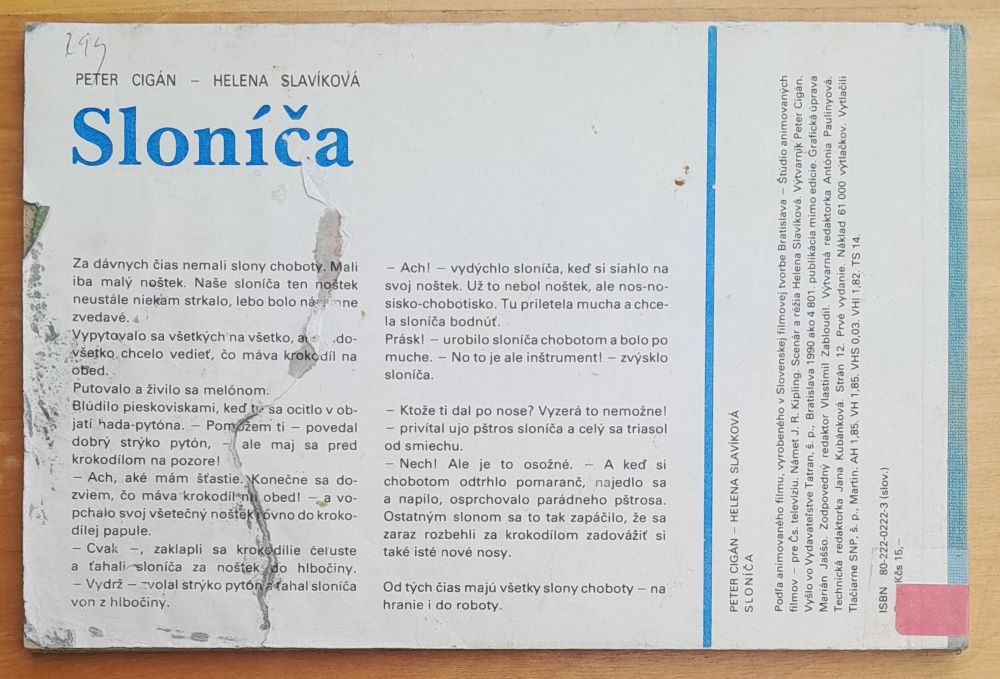 299
PETER CIGÁN – HELENA SLAVÍKOVÁ
Sloníča
Za dávnych čias nemali slony choboty. Mali
iba malý noštek. Naše sloníča ten noštek
neustále niekam strkalo, lebo bolo
zvedavé.
Vypytovalo sa všetkých na všetko,
všetko chcelo vedieť, čo máva krokodíl na
obed.
Putovalo a živilo sa melónom.
Blúdilo pieskoviskami, keď tu sa ocitlo v ob-
jatí hada-pytóna. – Pomôžem ti – povedal
dobrý strýko pytón, – ale maj sa pred
krokodílom na pozore!
– Ach, aké mám šťastie. Konečne sa do-
zviem, čo máva krokodíl na obed! – a vo-
pchalo svoj všetečný noštek rovno do kroko-
dílej papule.
– Cvak –, zaklapli sa krokodílie čeľuste
a ťahali sloníča za noštek do hlbočiny.
– Vydrž – zvolal strýko pytón a ťahal sloníča
von z hlbočiny.
– Ach! – vydýchlo sloníča, keď si siahlo na
svoj noštek. Už to nebol noštek, ale nos-no-
sisko-chobotisko. Tu priletela mucha a chce-
la sloníča bodnúť.
Prásk! – urobilo sloníča chobotom a bolo po
muche. – No to je ale inštrument! – zvýsklo
sloníča.
– Ktože ti dal po nose? Vyzerá to nemožne!
– privítal ujo pštros sloníča a celý sa triasol
od smiechu.
– Nech! Ale je to osožné. – A keď si
chobotom odtrhlo pomaranč, najedlo sa
a napilo, osprchovalo parádneho pštrosa.
Ostatným slonom sa to tak zapáčilo, že sa
zaraz rozbehli za krokodílom zadovážiť si
také isté nové nosy.
Od tých čias majú všetky slony choboty – na
hranie i do roboty.
PETER CIGÁN – HELENA SLAVÍKOVÁ
SLONÍČA
Podľa animovaného filmu, vyrobeného v Slovenskej filmovej tvorbe Bratislava – Štúdio animovaných
filmov – pre Čs. televíziu. Námet J. R. Kipling. Scenár a réžia Helena Slavíková. Výtvarník Peter Cigán.
Vyšlo vo Vydavateľstve Tatran, š. p., Bratislava 1990 ako 4 801. publikácia mimo edície. Grafická úprava
Marián Jaššo. Zodpovedný redaktor Vlastimil Zabloudil. Výtvarná redaktorka Antónia Paulinyová.
Technická redaktorka Jana Kubánková. Strán 12. Prvé vydanie. Náklad 61 000 výtlačkov. Vytlačili
Tlačiarne SNP, š. p., Martin. AH 1,85. VH 1,85. VHS 0,03. VHI 1,82. TS 14.
ISBN 80-222-0222-3 (slov.)
Kčs 15,–